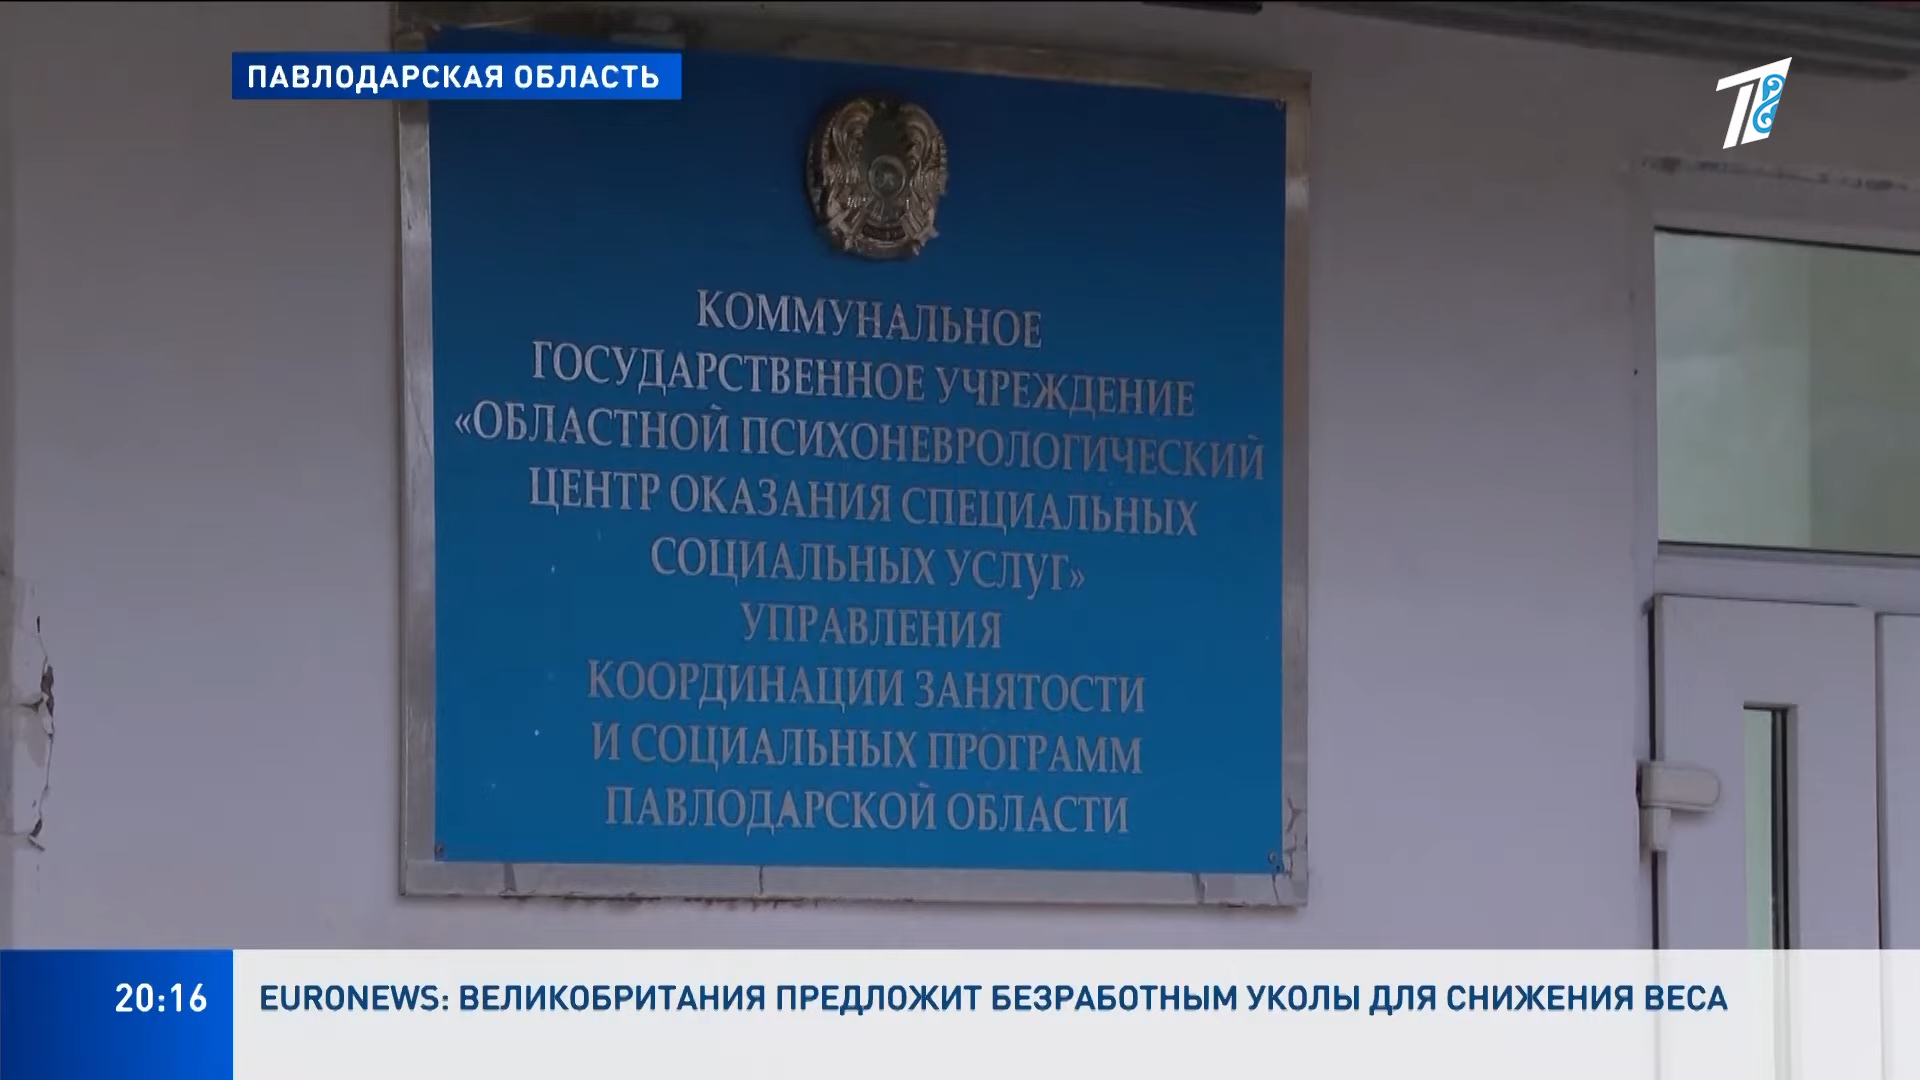 ПАВЛОДАРСКАЯ ОБЛАСТЬ
КОММУНАЛЬНОЕ
ГОСУДАРСТВЕННОЕ УЧРЕЖДЕНИЕ
«ОБЛАСТНОЙ ПСИХОНЕВРОЛОГИЧЕСКИЙ
ЦЕНТР ОКАЗАНИЯ СПЕЦИАЛЬНЫХ
СОЦИАЛЬНЫХ УСЛУГ»
УПРАВЛЕНИЯ
КООРДИНАЦИИ ЗАНЯТОСТИ
И СОЦИАЛЬНЫХ ПРОГРАММ
ПАВЛОДАРСКОЙ ОБЛАСТИ
20:16
EURONEWS: ВЕЛИКОБРИТАНИЯ ПРЕДЛОЖИТ БЕЗРАБОТНЫМ УКОЛЫ ДЛЯ СНИЖЕНИЯ ВЕСА